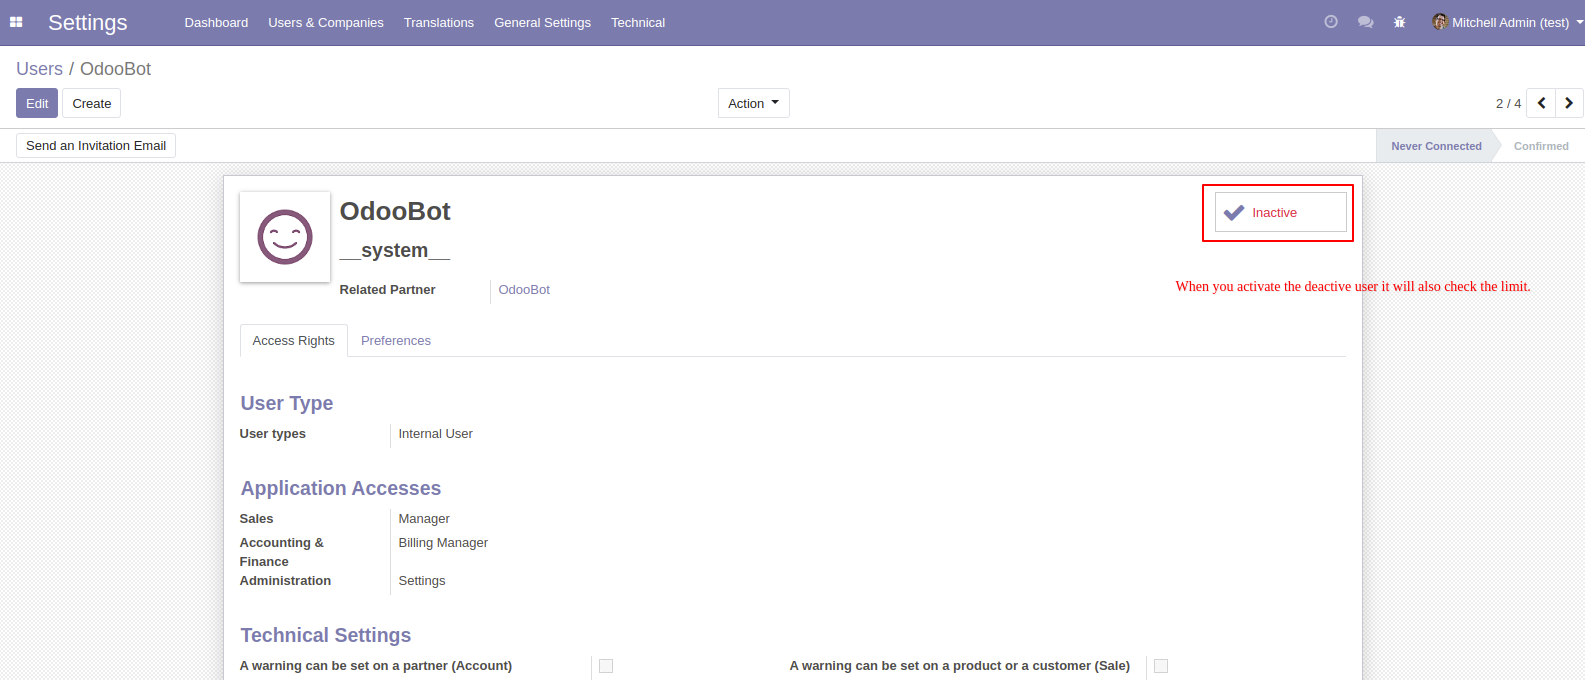 Settings Dashboard Users & Companies Translations General Settings Technical Mitchell Admin (test)
Users / OdooBot
Edit Create Action 2 / 4
Send an Invitation Email Never Connected Confirmed
OdooBot Inactive
__system__
Related Partner OdooBot When you activate the deactive user it will also check the limit.
Access Rights Preferences
User Type
User types Internal User
Application Accesses
Sales Manager
Accounting & Billing Manager
Finance
Administration Settings
Technical Settings
A warning can be set on a partner (Account) A warning can be set on a product or a customer (Sale)